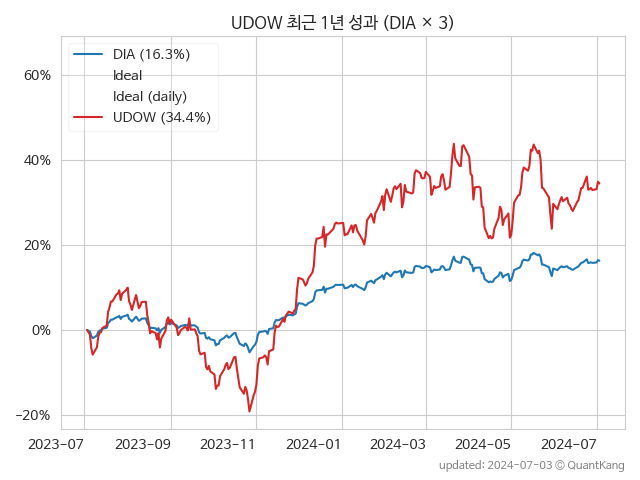 UDOW 최근 1년 성과 (DIA × 3)
DIA (16.3%)
Ideal
Ideal (daily)
UDOW (34.4%)
60%
40%
20%
0%
−20%
2023-07 2023-09 2023-11 2024-01 2024-03 2024-05 2024-07
updated: 2024-07-03 © QuantKang